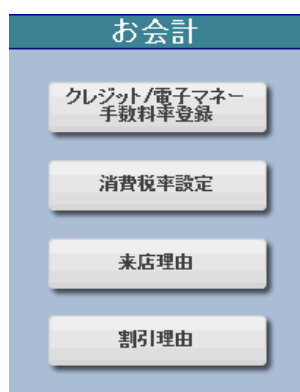 お会計
クレジット/電子マネー
手数料率登録
消費税率設定
来店理由
割引理由